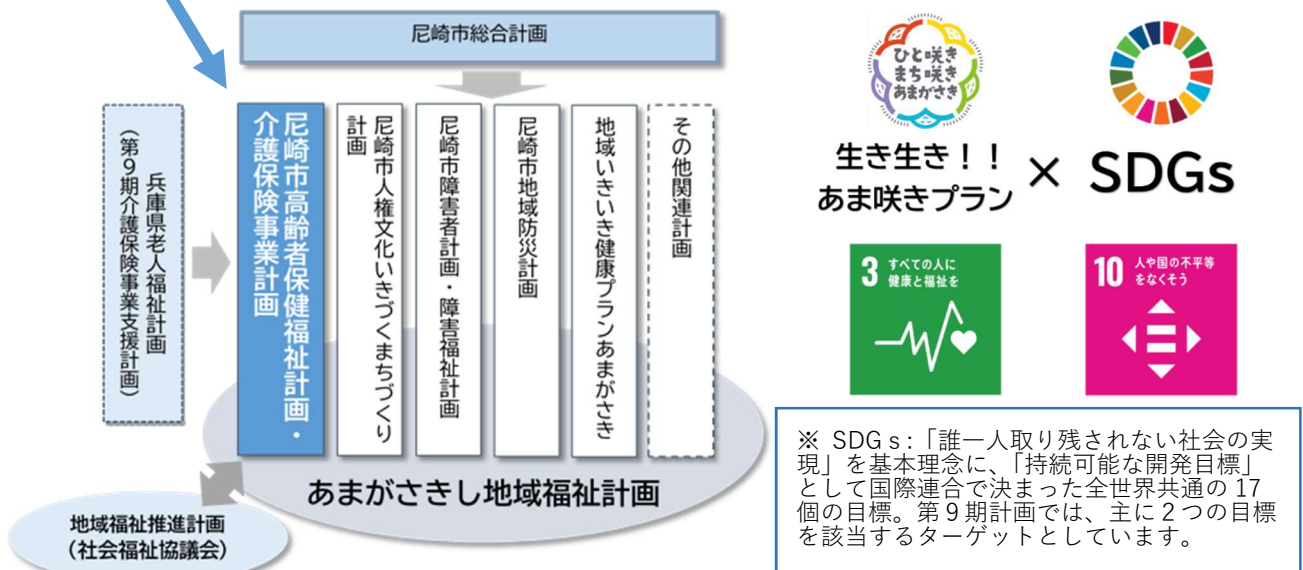 尼崎市総合計画
兵庫県老人福祉計画
（第９期介護保険事業支援計画）
尼崎市高齢者保健福祉計画・
介護保険事業計画
尼崎市人権文化いきづくまちづくり
計画
尼崎市障害者計画・障害福祉計画
尼崎市地域防災計画
地域いきいき健康プランあまがさき
その他関連計画
あまがさきし地域福祉計画
地域福祉推進計画
（社会福祉協議会）
ひと咲き
まち咲き
あまがさき
生き生き！！
あま咲きプラン
×
SDGs
3 すべての人に
健康と福祉を
10 人や国の不平等
をなくそう
※ SDGｓ:「誰一人取り残されない社会の実
現」を基本理念に、「持続可能な開発目標」
として国際連合で決まった全世界共通の 17
個の目標。第９期計画では、主に２つの目標
を該当するターゲットとしています。